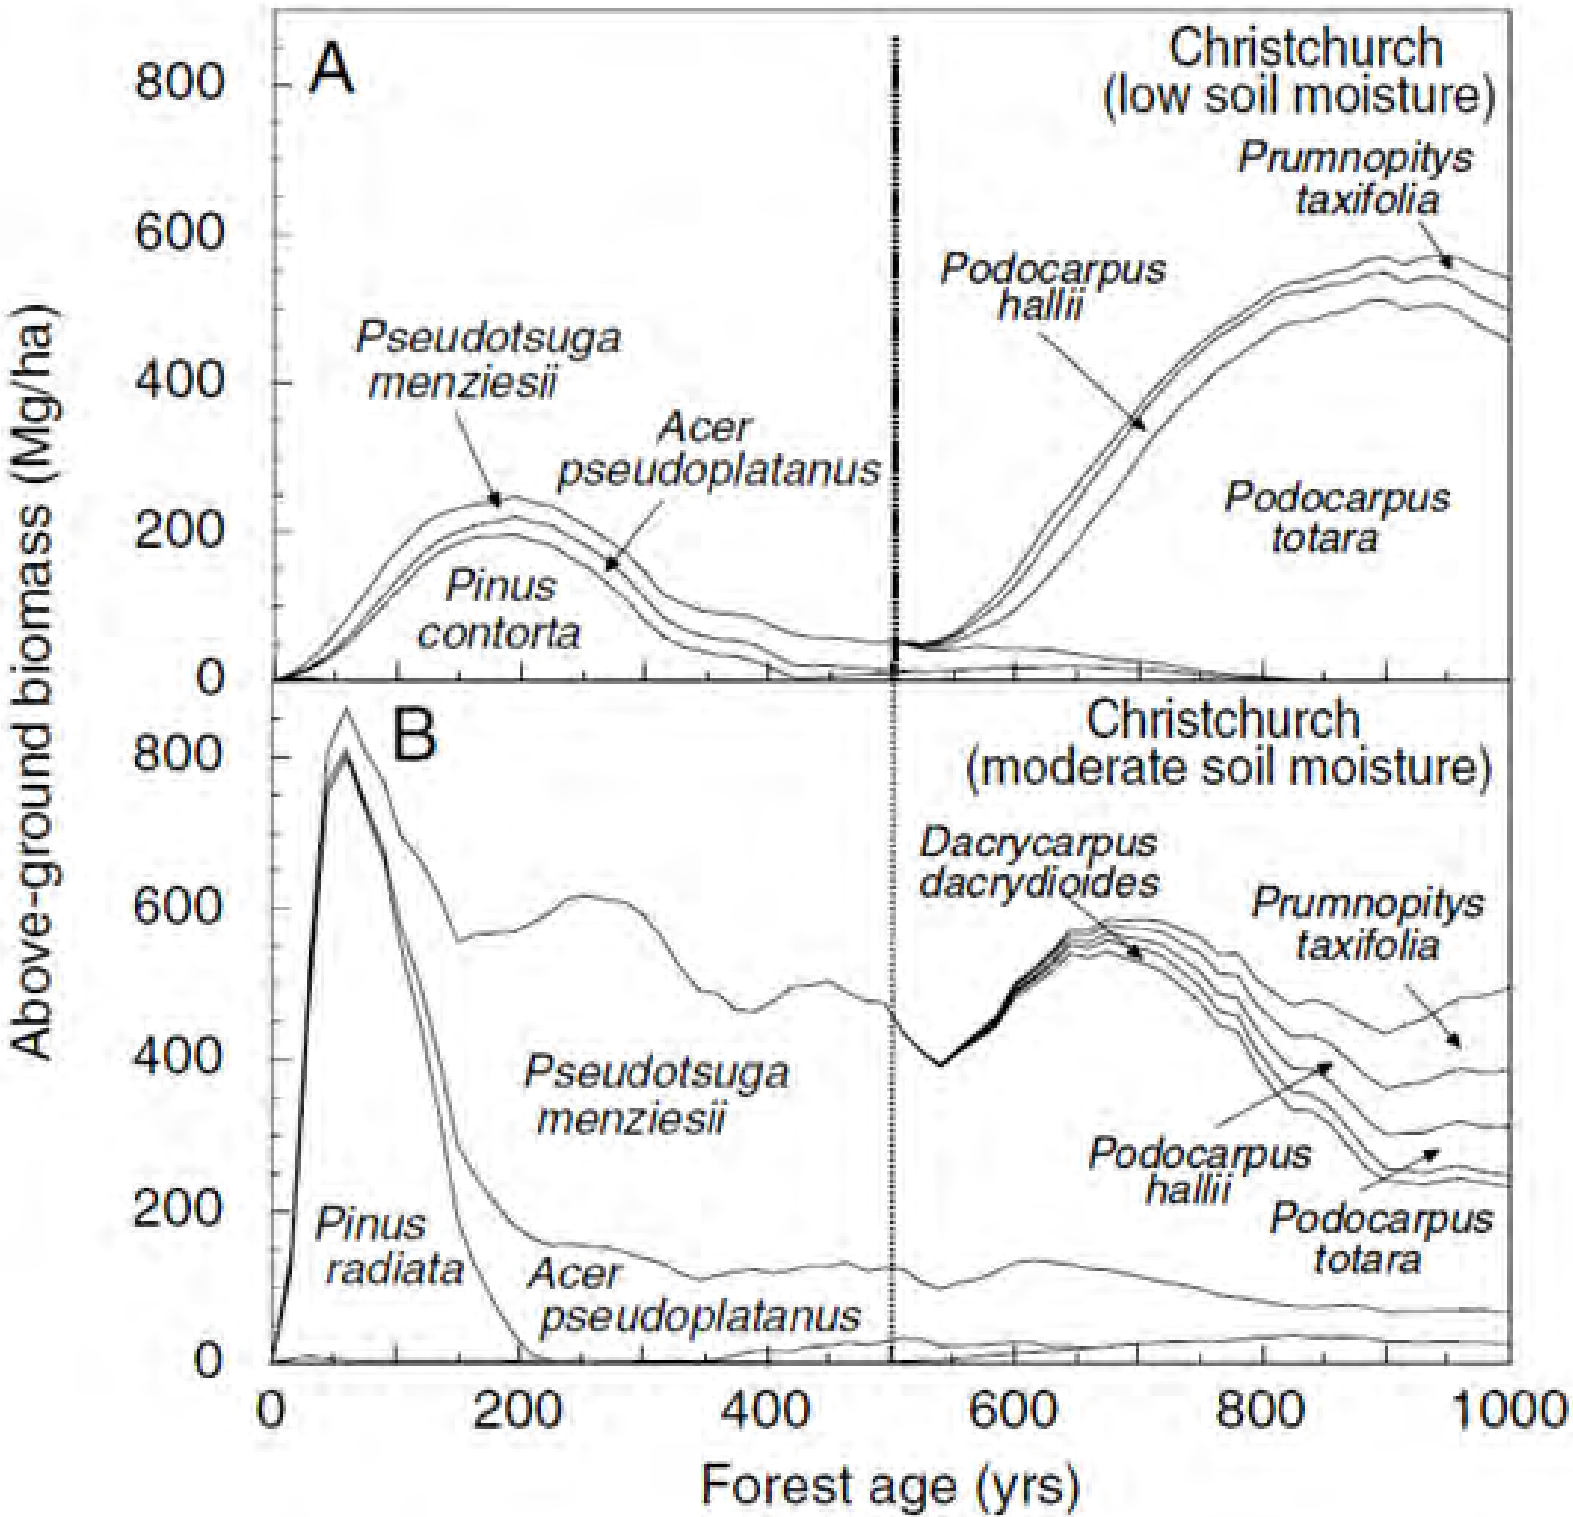 A
Christchurch
(low soil moisture)
Prumnopitys
taxifolia
Podocarpus
hallii
Pseudotsuga
menziesii
Acer
pseudoplatanus
Podocarpus
totara
Pinus
contorta
800
600
400
200
0
Above-ground biomass (Mg/ha)
B
Christchurch
(moderate soil moisture)
Dacrycarpus
dacrydioides
Prumnopitys
taxifolia
Pseudotsuga
menziesii
Podocarpus
hallii
Podocarpus
totara
Pinus
radiata
Acer
pseudoplatanus
800
600
400
200
0
0 200 400 600 800 1000
Forest age (yrs)